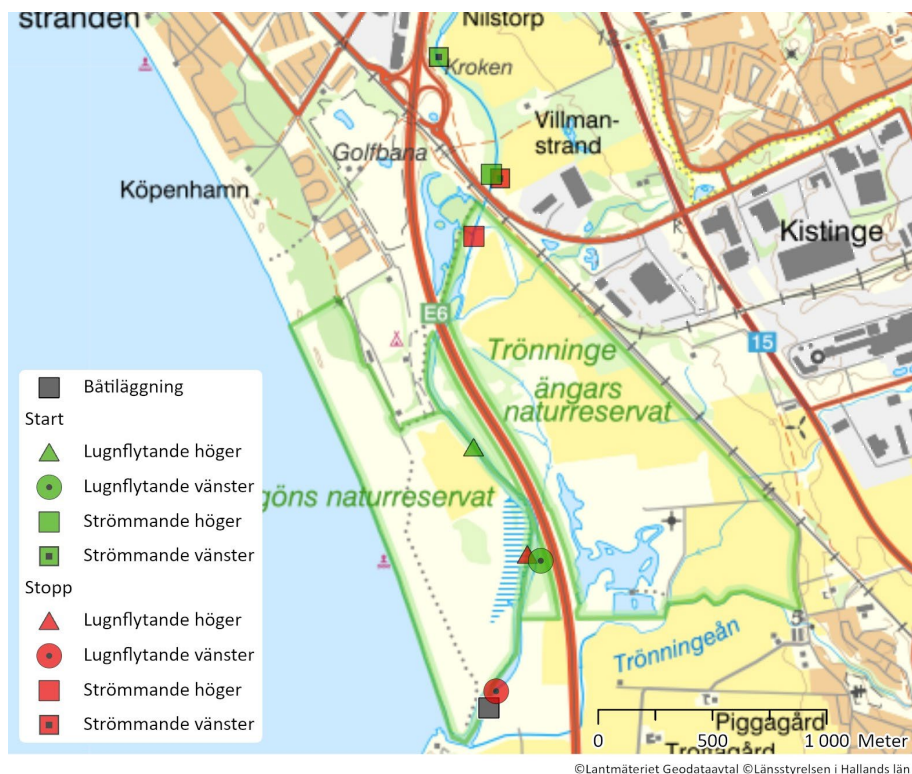 stranden
Nilstorp
Kroken
Villman-
strand
Golfbana
Köpenhamn
Kistinge
E6
15
Trönninge
ängars
naturreservat
göns naturreservat
Båtiläggning
Start
Lugnflytande höger
Lugnflytande vänster
Strömmande höger
Strömmande vänster
Stopp
Lugnflytande höger
Lugnflytande vänster
Strömmande höger
Strömmande vänster
Trönningeån
Piggagård
0 500 1 000 Meter
©Lantmäteriet Geodataavtal ©Länsstyrelsen i Hallands län